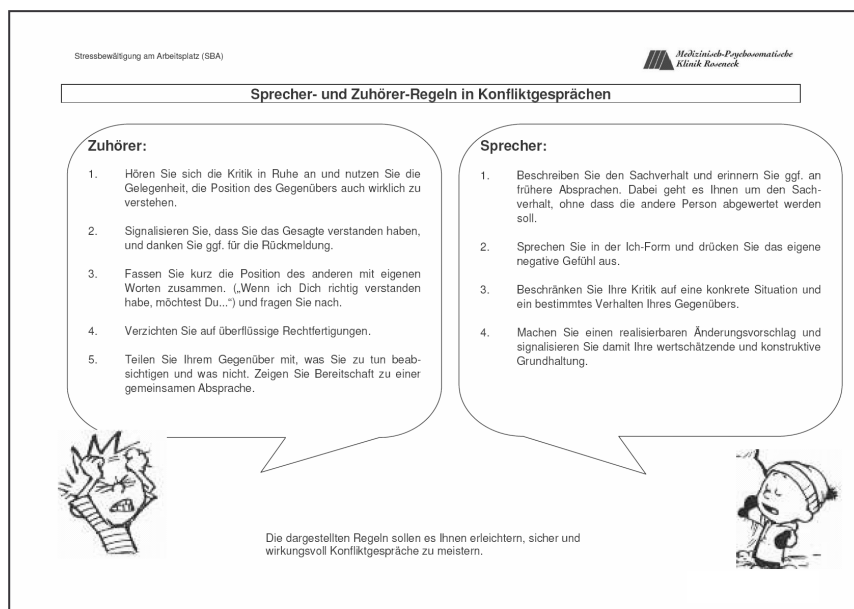 Stressbewältigung am Arbeitsplatz (SBA)
Medizinisch-Psychosomatische
Klinik Roseneck
Sprecher- und Zuhörer-Regeln in Konfliktgesprächen
Zuhörer:
1. Hören Sie sich die Kritik in Ruhe an und nutzen Sie die
Gelegenheit, die Position des Gegenübers auch wirklich zu
verstehen.
2. Signalisieren Sie, dass Sie das Gesagte verstanden haben,
und danken Sie ggf. für die Rückmeldung.
3. Fassen Sie kurz die Position des anderen mit eigenen
Worten zusammen. („Wenn ich Dich richtig verstanden
habe, möchtest Du...“) und fragen Sie nach.
4. Verzichten Sie auf überflüssige Rechtfertigungen.
5. Teilen Sie Ihrem Gegenüber mit, was Sie zu tun beab-
sichtigen und was nicht. Zeigen Sie Bereitschaft zu einer
gemeinsamen Absprache.
Sprecher:
1. Beschreiben Sie den Sachverhalt und erinnern Sie ggf. an
frühere Absprachen. Dabei geht es Ihnen um den Sach-
verhalt, ohne dass die andere Person abgewertet werden
soll.
2. Sprechen Sie in der Ich-Form und drücken Sie das eigene
negative Gefühl aus.
3. Beschränken Sie Ihre Kritik auf eine konkrete Situation und
ein bestimmtes Verhalten Ihres Gegenübers.
4. Machen Sie einen realisierbaren Änderungsvorschlag und
signalisieren Sie damit Ihre wertschätzende und konstruktive
Grundhaltung.
Die dargestellten Regeln sollen es Ihnen erleichtern, sicher und
wirkungsvoll Konfliktgespräche zu meistern.